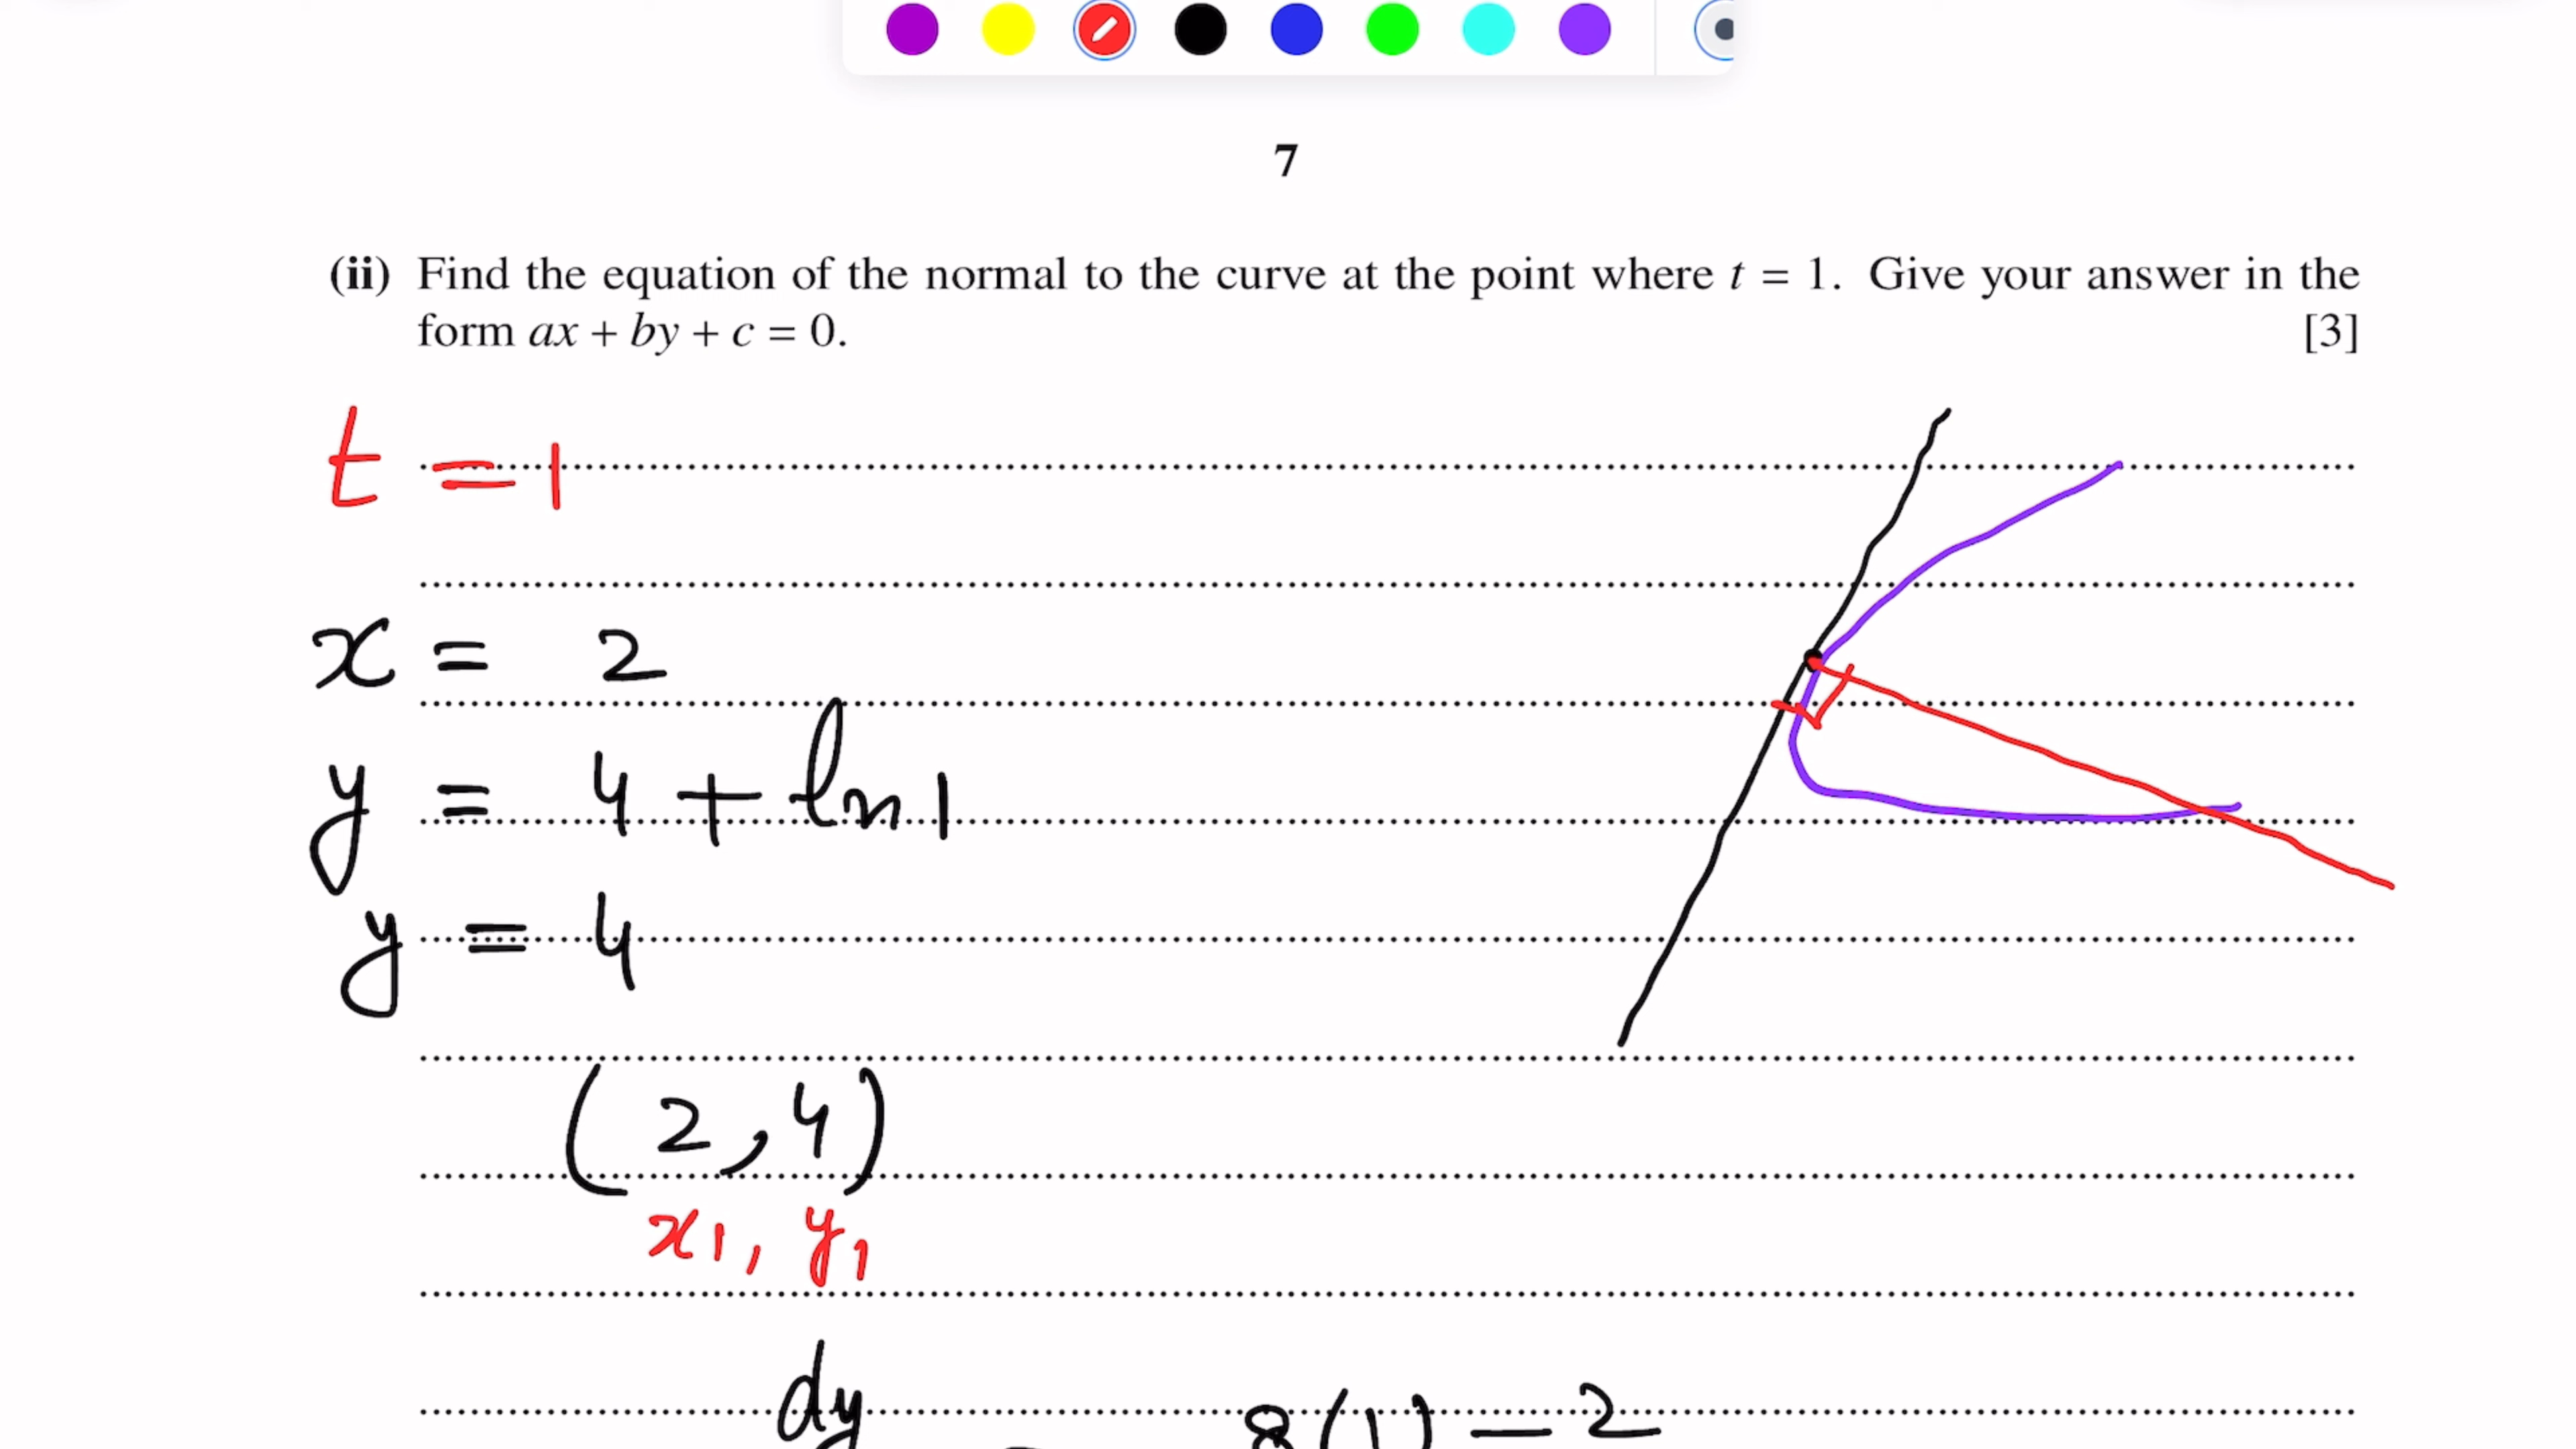 7
(ii) Find the equation of the normal to the curve at the point where t = 1. Give your answer in the
form ax + by + c = 0. [3]
t = 1
x = 2
y = 4 + ln 1
y = 4
(2, 4)
x1, y1
dy 8(1) - 2